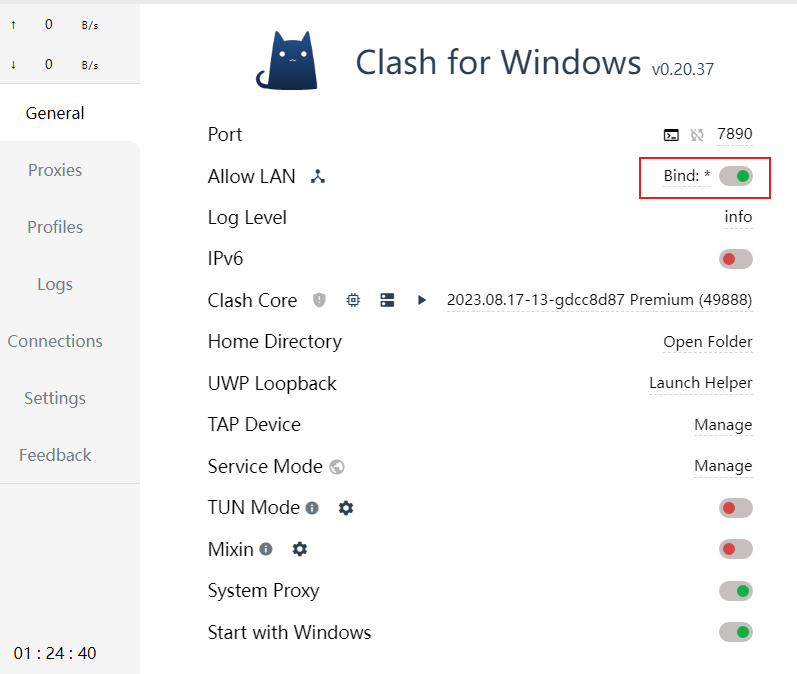 ↑ 0 B/s
↓ 0 B/s
General
Proxies
Profiles
Logs
Connections
Settings
Feedback
01 : 24 : 40
Clash for Windows v0.20.37
Port 7890
Allow LAN Bind: *
Log Level info
IPv6
Clash Core 2023.08.17-13-gdcc8d87 Premium (49888)
Home Directory Open Folder
UWP Loopback Launch Helper
TAP Device Manage
Service Mode Manage
TUN Mode
Mixin
System Proxy
Start with Windows